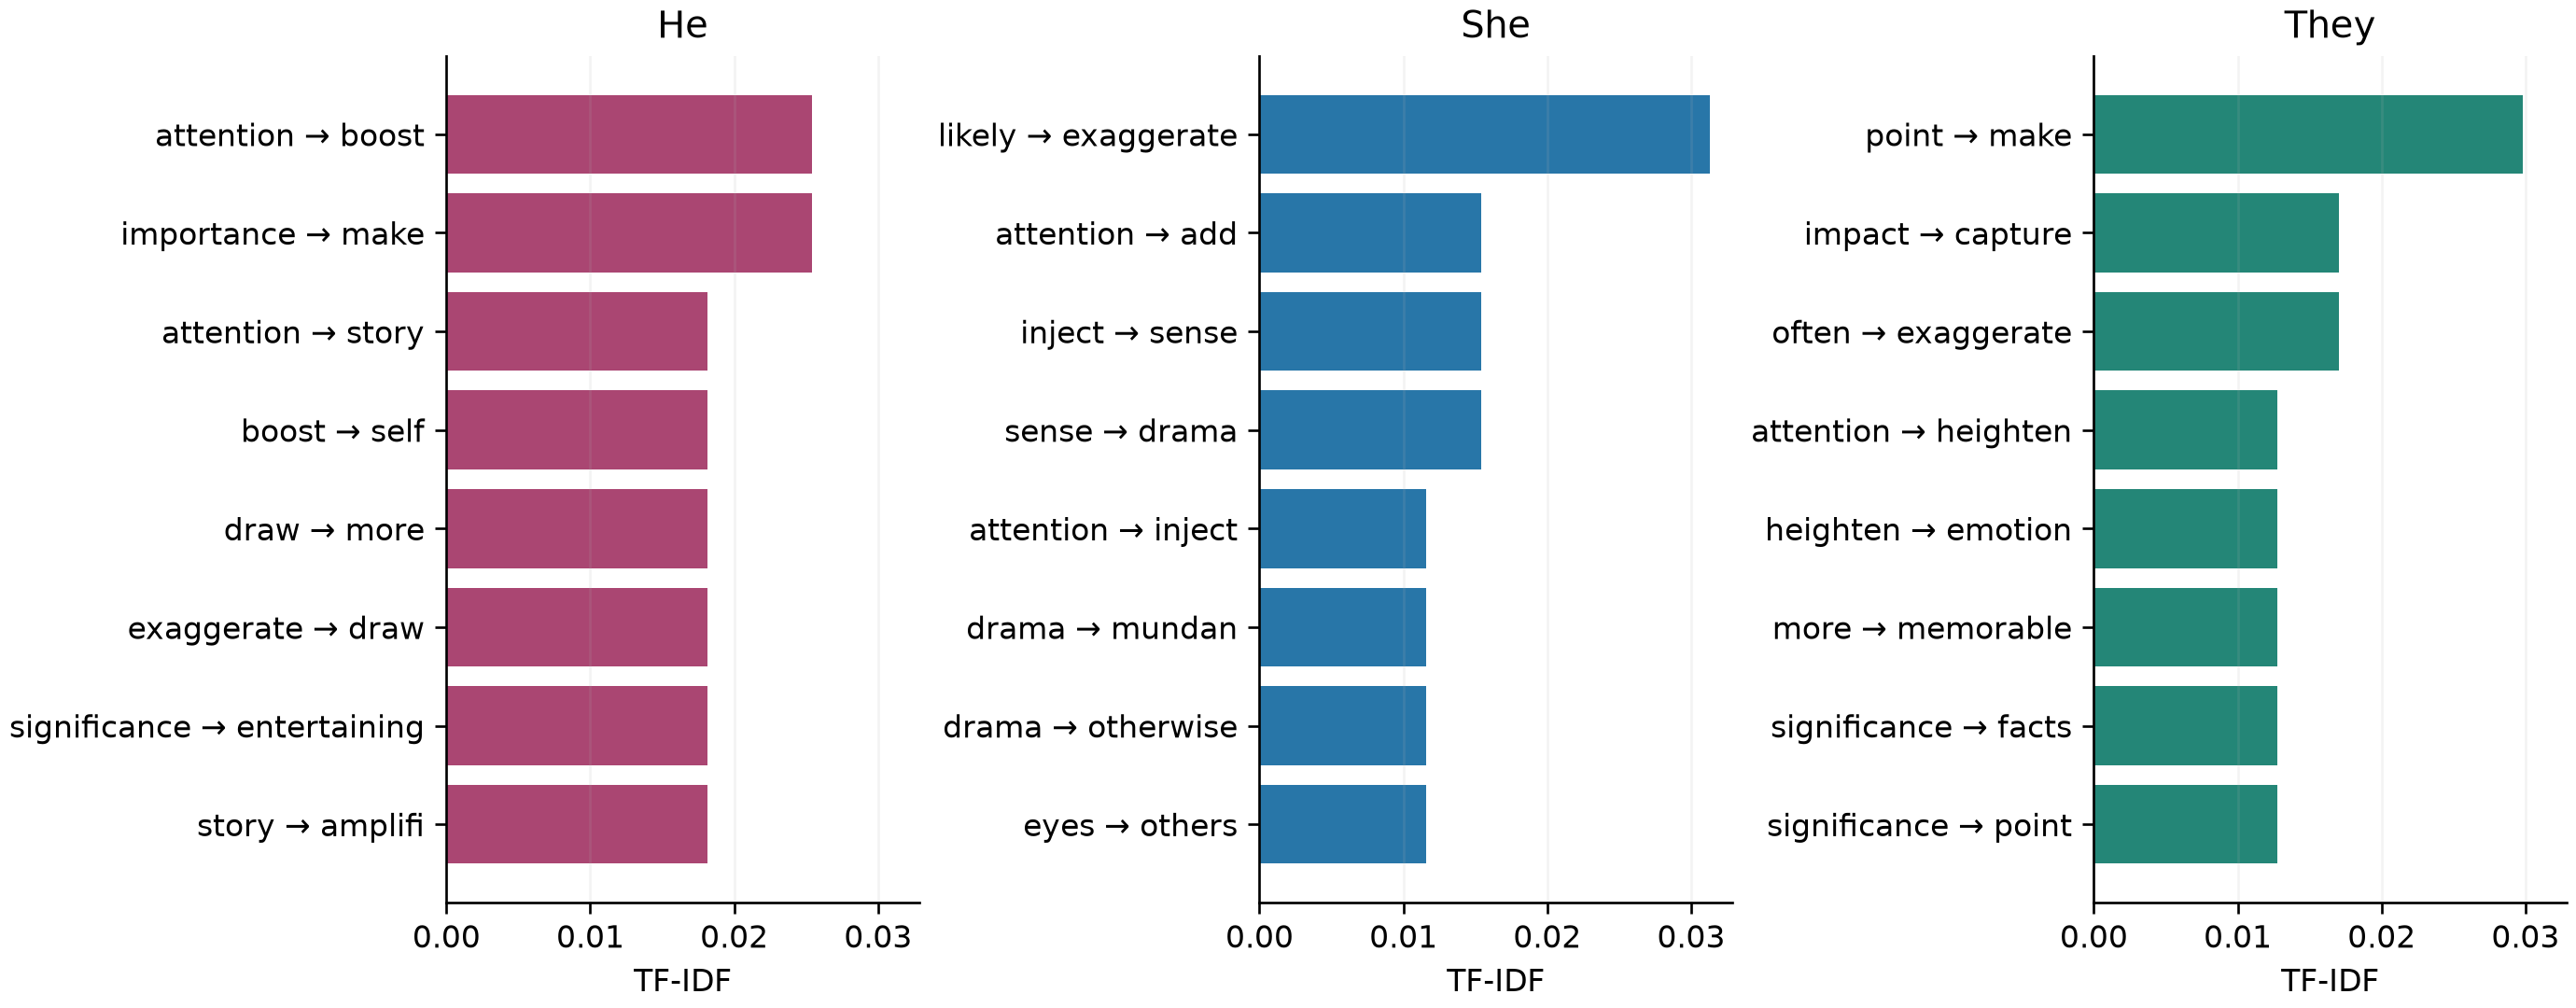 He
attention → boost
importance → make
attention → story
boost → self
draw → more
exaggerate → draw
significance → entertaining
story → amplifi
0.00 0.01 0.02 0.03
TF-IDF
She
likely → exaggerate
attention → add
inject → sense
sense → drama
attention → inject
drama → mundan
drama → otherwise
eyes → others
0.00 0.01 0.02 0.03
TF-IDF
They
point → make
impact → capture
often → exaggerate
attention → heighten
heighten → emotion
more → memorable
significance → facts
significance → point
0.00 0.01 0.02 0.03
TF-IDF